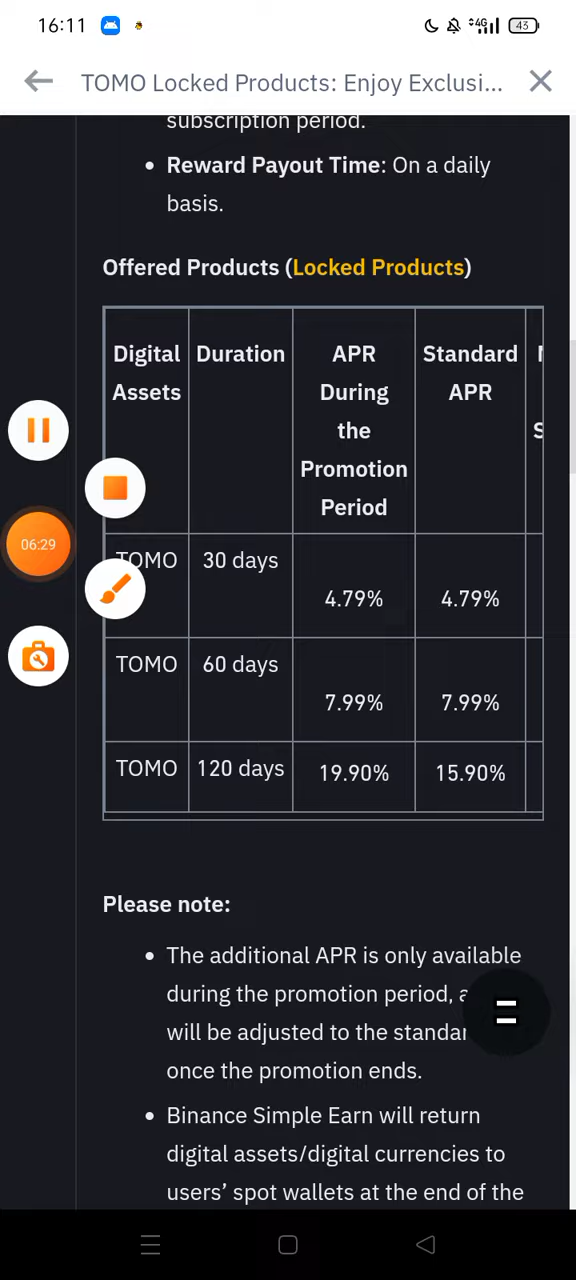 16:11
4G
43
TOMO Locked Products: Enjoy Exclusi...
subscription period.
• Reward Payout Time: On a daily
basis.
Offered Products (Locked Products)
Digital Duration APR Standard
Assets During APR
the
Promotion
Period
TOMO 30 days
4.79% 4.79%
TOMO 60 days
7.99% 7.99%
TOMO 120 days 19.90% 15.90%
06:29
Please note:
• The additional APR is only available
during the promotion period,
will be adjusted to the
once the promotion ends.
• Binance Simple Earn will return
digital assets/digital currencies to
users’ spot wallets at the end of the